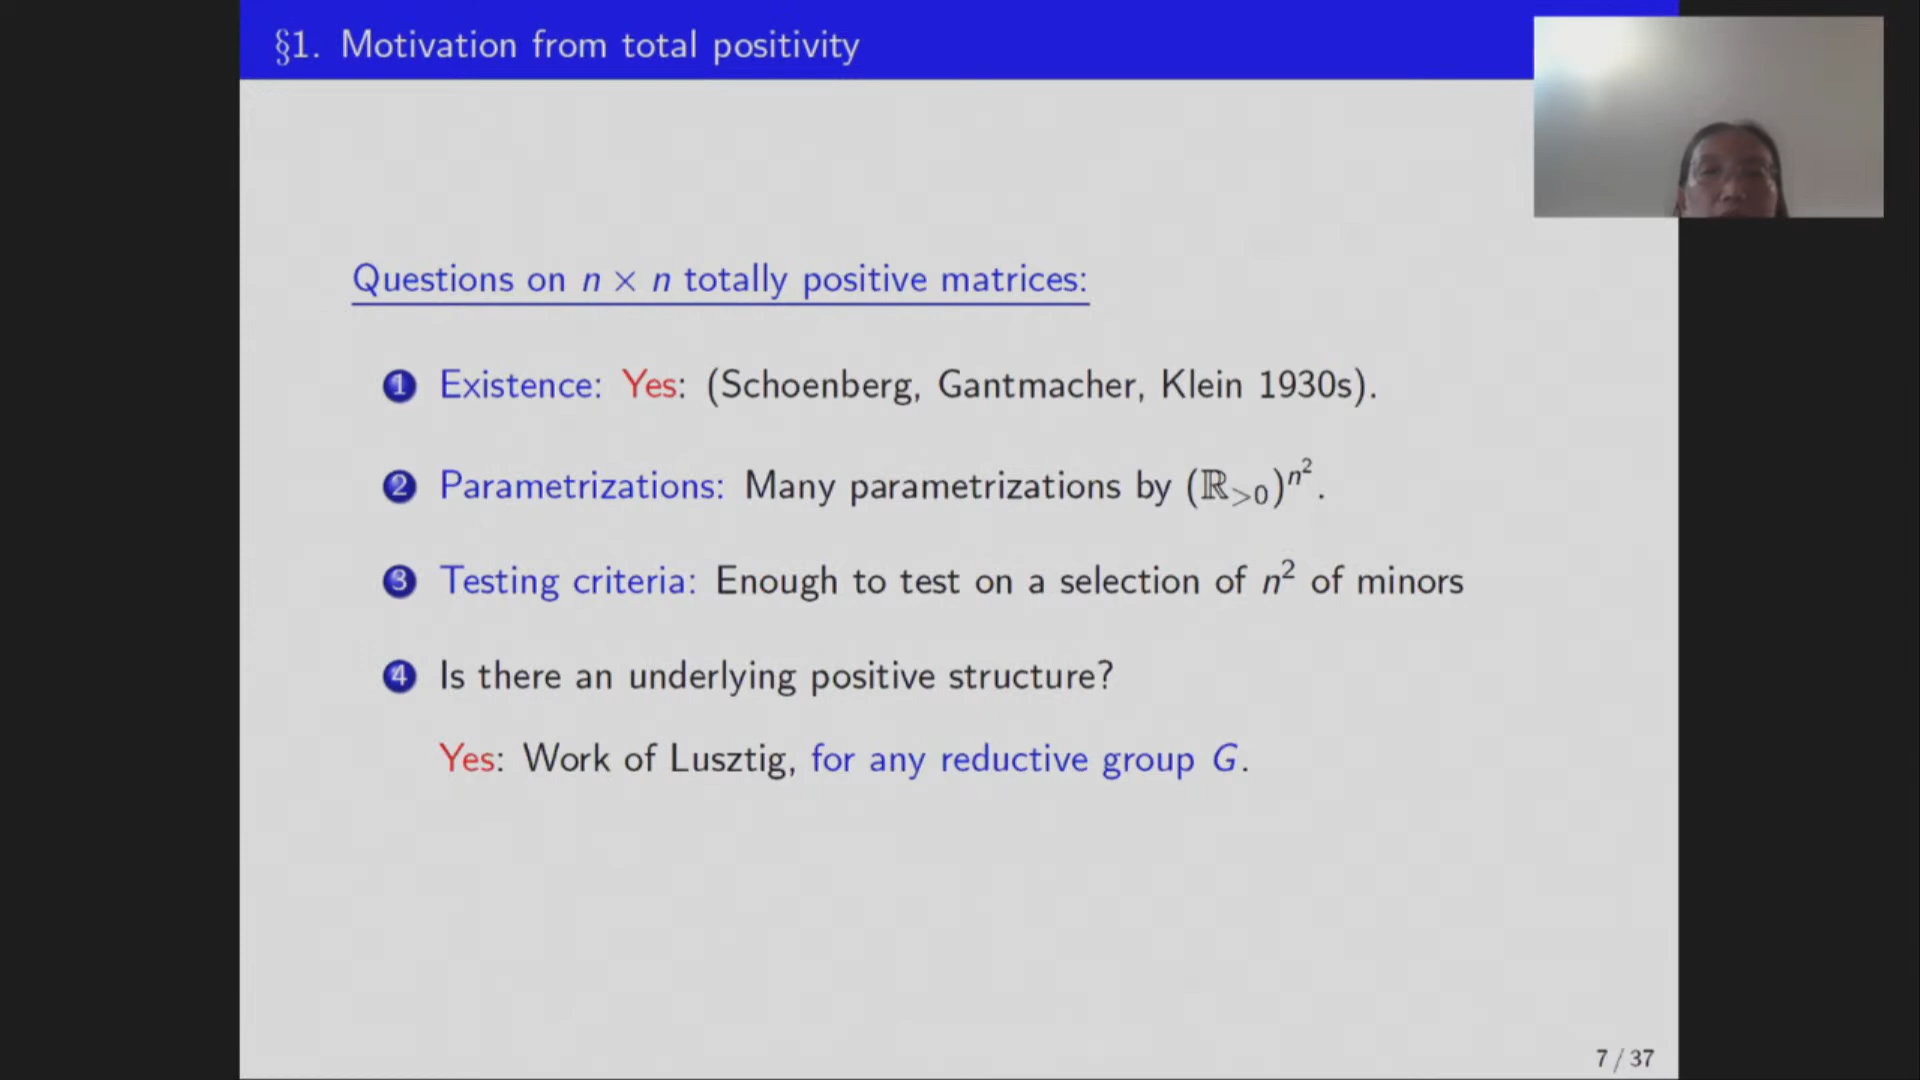 §1. Motivation from total positivity
Questions on n × n totally positive matrices:
1 Existence: Yes: (Schoenberg, Gantmacher, Klein 1930s).
2 Parametrizations: Many parametrizations by (ℝ>0)^n².
3 Testing criteria: Enough to test on a selection of n² of minors
4 Is there an underlying positive structure?
Yes: Work of Lusztig, for any reductive group G.
7 / 37